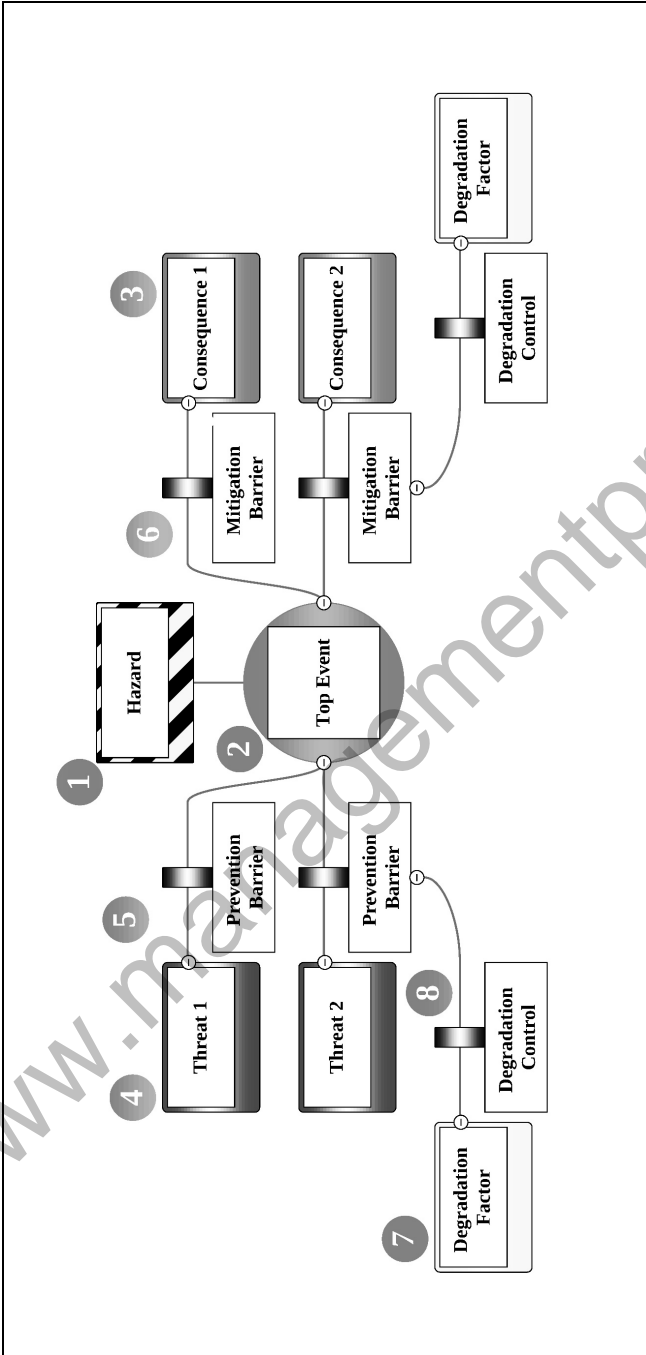 1
Hazard
4
5
6
3
Threat 1
Prevention
Barrier
2
Mitigation
Barrier
Consequence 1
Threat 2
Prevention
Barrier
Top Event
Mitigation
Barrier
Consequence 2
7
8
Degradation
Factor
Degradation
Control
Degradation
Control
Degradation
Factor
ww.managementp